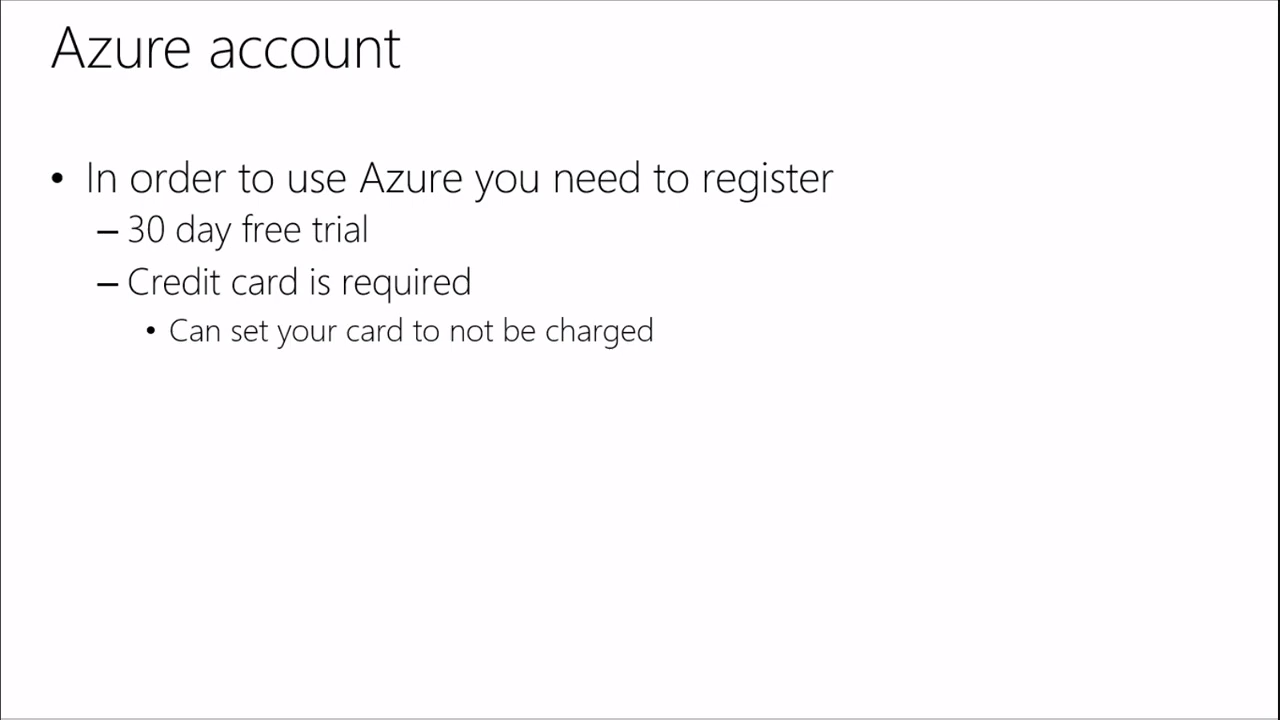 Azure account
• In order to use Azure you need to register
– 30 day free trial
– Credit card is required
• Can set your card to not be charged